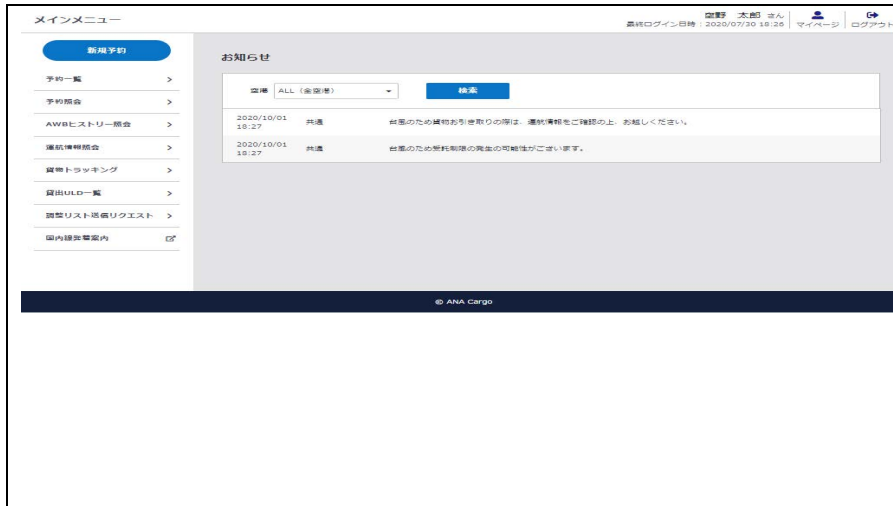 メインメニュー
空野 太郎 さん
最終ログイン日時:2020/07/30 18:26
マイページ
ログアウト
新規予約
予約一覧
予約照会
AWBヒストリー照会
運航情報照会
貨物トラッキング
貸出ULD一覧
調整リスト送信リクエスト
国内線発着案内
お知らせ
空港 ALL(全空港) 検索
2020/10/01 18:27 共通 台風のため貨物お引き取りの際は、運航情報をご確認の上、お越しください。
2020/10/01 18:27 共通 台風のため受託制限の発生の可能性がございます。
© ANA Cargo